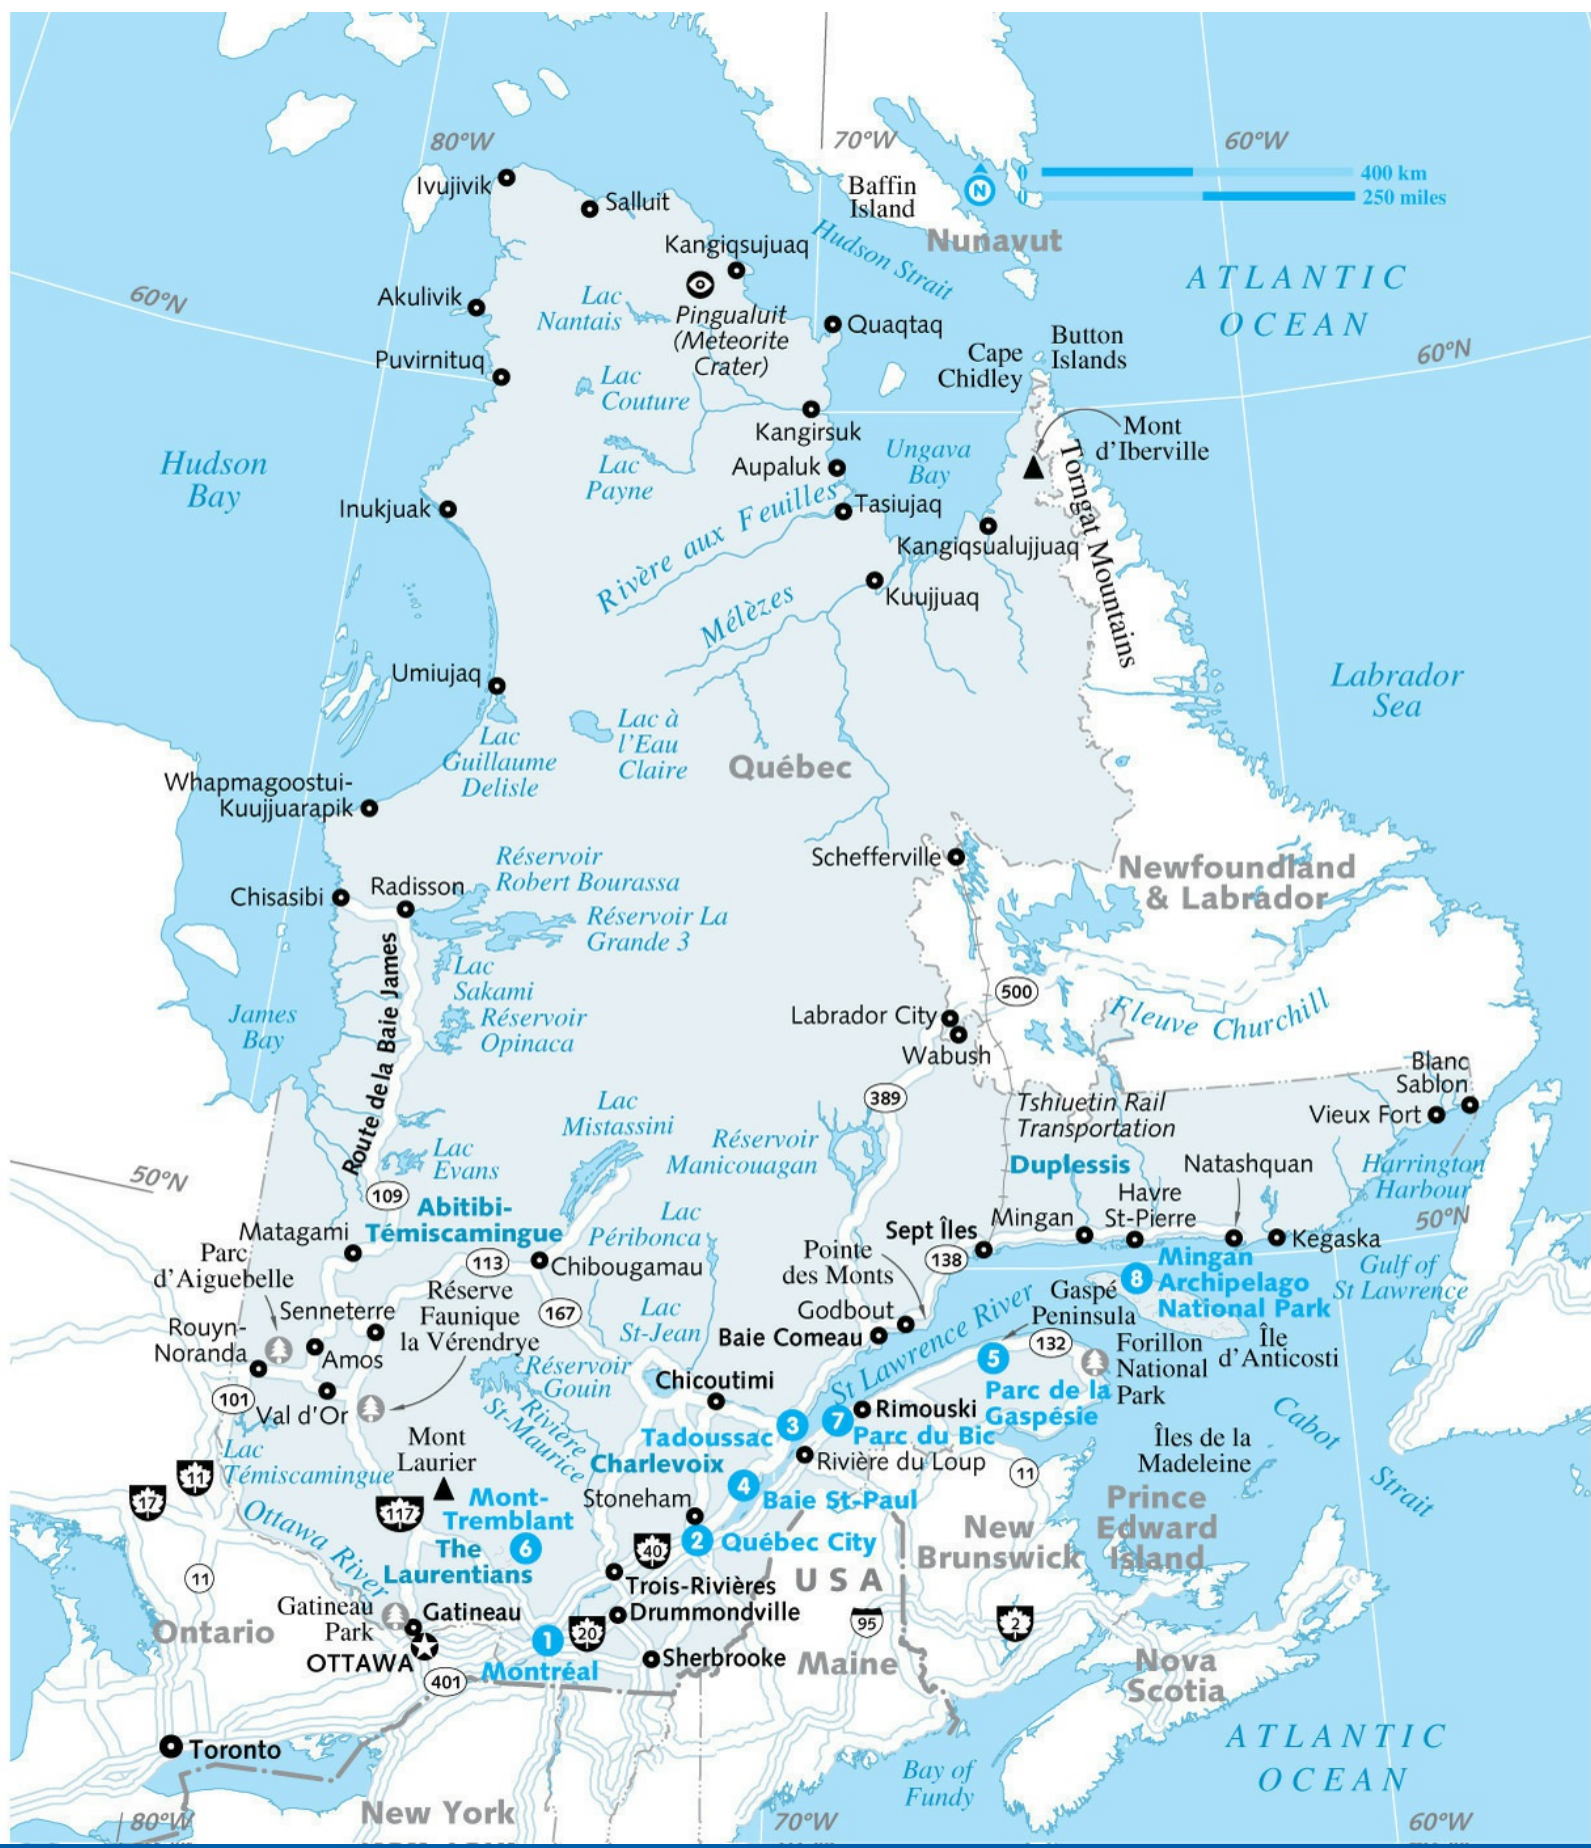 80°W
70°W
60°W
Ivujivik
Salluit
Baffin
Island
N
0
400 km
0
250 miles
Kangiqsujuaq
Hudson Strait
Nunavut
ATLANTIC
OCEAN
60°N
Akulivik
Lac
Nantais
Pingualuit
(Meteorite
Crater)
Quaqtaq
Button
Islands
Cape
Chidley
60°N
Puvirnituq
Lac
Couture
Kangirsuk
Mont
d'Iberville
Hudson
Bay
Lac
Payne
Aupaluk
Ungava
Bay
Torngat Mountains
Inukjuak
Rivère aux Feuilles
Tasiujaq
Kangiqsualujjuaq
Mélèzes
Kuujjuaq
Umiujaq
Labrador
Sea
Lac
Guillaume
Delisle
Lac à
l'Eau
Claire
Québec
Whapmagoostui-
Kuujjuarapik
Schefferville
Newfoundland
& Labrador
Chisasibi
Radisson
Réservoir
Robert Bourassa
Réservoir La
Grande 3
Route de la Baie James
Lac
Sakami
Réservoir
Opinaca
James
Bay
Labrador City
Wabush
500
Fleuve Churchill
Blanc
Sablon
Vieux Fort
389
Tshiuetin Rail
Transportation
Lac
Mistassini
Réservoir
Manicouagan
Lac
Evans
Duplessis
Natashquan
Harrington
Harbour
50°N
109
Abitibi-
Témiscamingue
Lac
Péribonca
Havre
St-Pierre
Mingan
Sept Îles
50°N
Matagami
Parc
d'Aiguebelle
113
Chibougamau
Pointe
des Monts
138
Kegaska
8
Mingan
Archipelago
National Park
Gulf of
St Lawrence
Senneterre
Réserve
Faunique
la Vérendrye
167
Lac
St-Jean
Godbout
Baie Comeau
St Lawrence River
Gaspé
Peninsula
132
Forillon
National
Park
Île
d'Anticosti
Rouyn-
Noranda
Amos
101
Val d'Or
Réservoir
Gouin
Chicoutimi
5
Parc de la
Gaspésie
Rivière
St-Maurice
3
Tadoussac
7
Rimouski
Parc du Bic
Cabot
Strait
Lac
Témiscamingue
Mont
Laurier
Charlevoix
Rivière du Loup
11
Îles de la
Madeleine
11
17
117
Ottawa River
Mont-
Tremblant
6
Stoneham
4
Baie St-Paul
Prince
Edward
Island
New
Brunswick
The
Laurentians
40
2
Québec City
11
Trois-Rivières
USA
Ontario
Gatineau
Park
Gatineau
Drummondville
20
95
2
OTTAWA
1
Montréal
Sherbrooke
Maine
Nova
Scotia
401
Toronto
ATLANTIC
OCEAN
Bay of
Fundy
New York
80°W
70°W
60°W